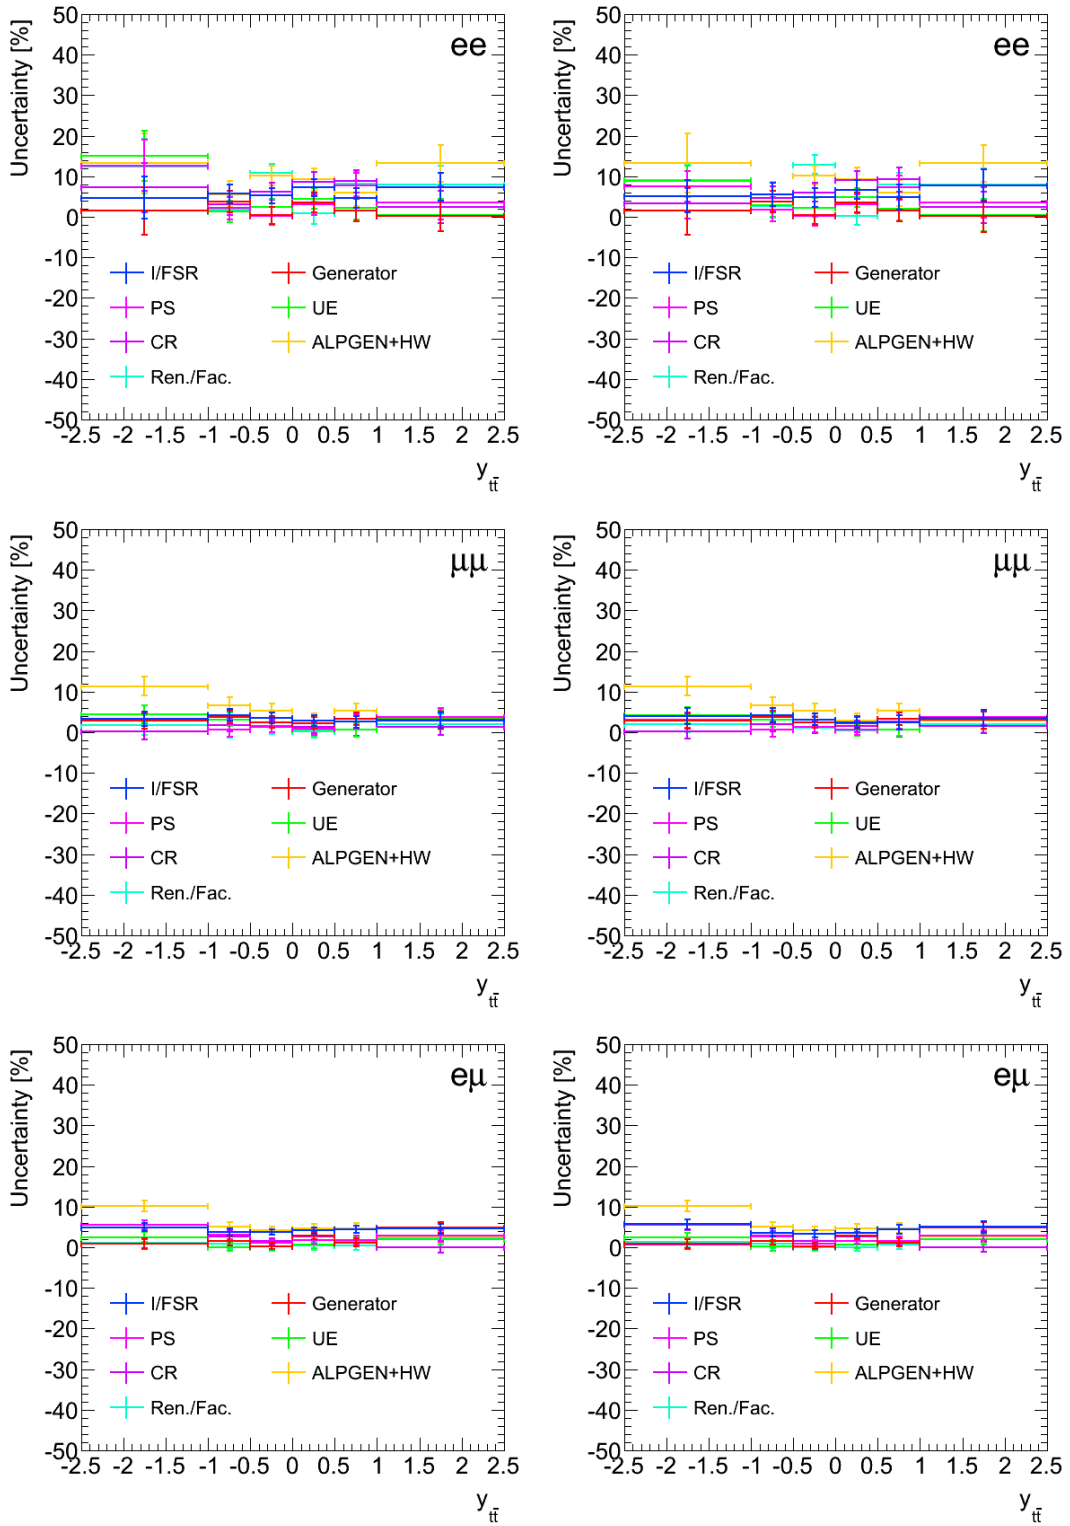 Uncertainty [%]
50
40
30
20
10
0
-10
-20
-30
-40
-50
ee
I/FSR
Generator
PS
UE
CR
ALPGEN+HW
Ren./Fac.
-2.5 -2 -1.5 -1 -0.5 0 0.5 1 1.5 2 2.5
y tt̄
Uncertainty [%]
50
40
30
20
10
0
-10
-20
-30
-40
-50
ee
I/FSR
Generator
PS
UE
CR
ALPGEN+HW
Ren./Fac.
-2.5 -2 -1.5 -1 -0.5 0 0.5 1 1.5 2 2.5
y tt̄
Uncertainty [%]
50
40
30
20
10
0
-10
-20
-30
-40
-50
μμ
I/FSR
Generator
PS
UE
CR
ALPGEN+HW
Ren./Fac.
-2.5 -2 -1.5 -1 -0.5 0 0.5 1 1.5 2 2.5
y tt̄
Uncertainty [%]
50
40
30
20
10
0
-10
-20
-30
-40
-50
μμ
I/FSR
Generator
PS
UE
CR
ALPGEN+HW
Ren./Fac.
-2.5 -2 -1.5 -1 -0.5 0 0.5 1 1.5 2 2.5
y tt̄
Uncertainty [%]
50
40
30
20
10
0
-10
-20
-30
-40
-50
eμ
I/FSR
Generator
PS
UE
CR
ALPGEN+HW
Ren./Fac.
-2.5 -2 -1.5 -1 -0.5 0 0.5 1 1.5 2 2.5
y tt̄
Uncertainty [%]
50
40
30
20
10
0
-10
-20
-30
-40
-50
eμ
I/FSR
Generator
PS
UE
CR
ALPGEN+HW
Ren./Fac.
-2.5 -2 -1.5 -1 -0.5 0 0.5 1 1.5 2 2.5
y tt̄